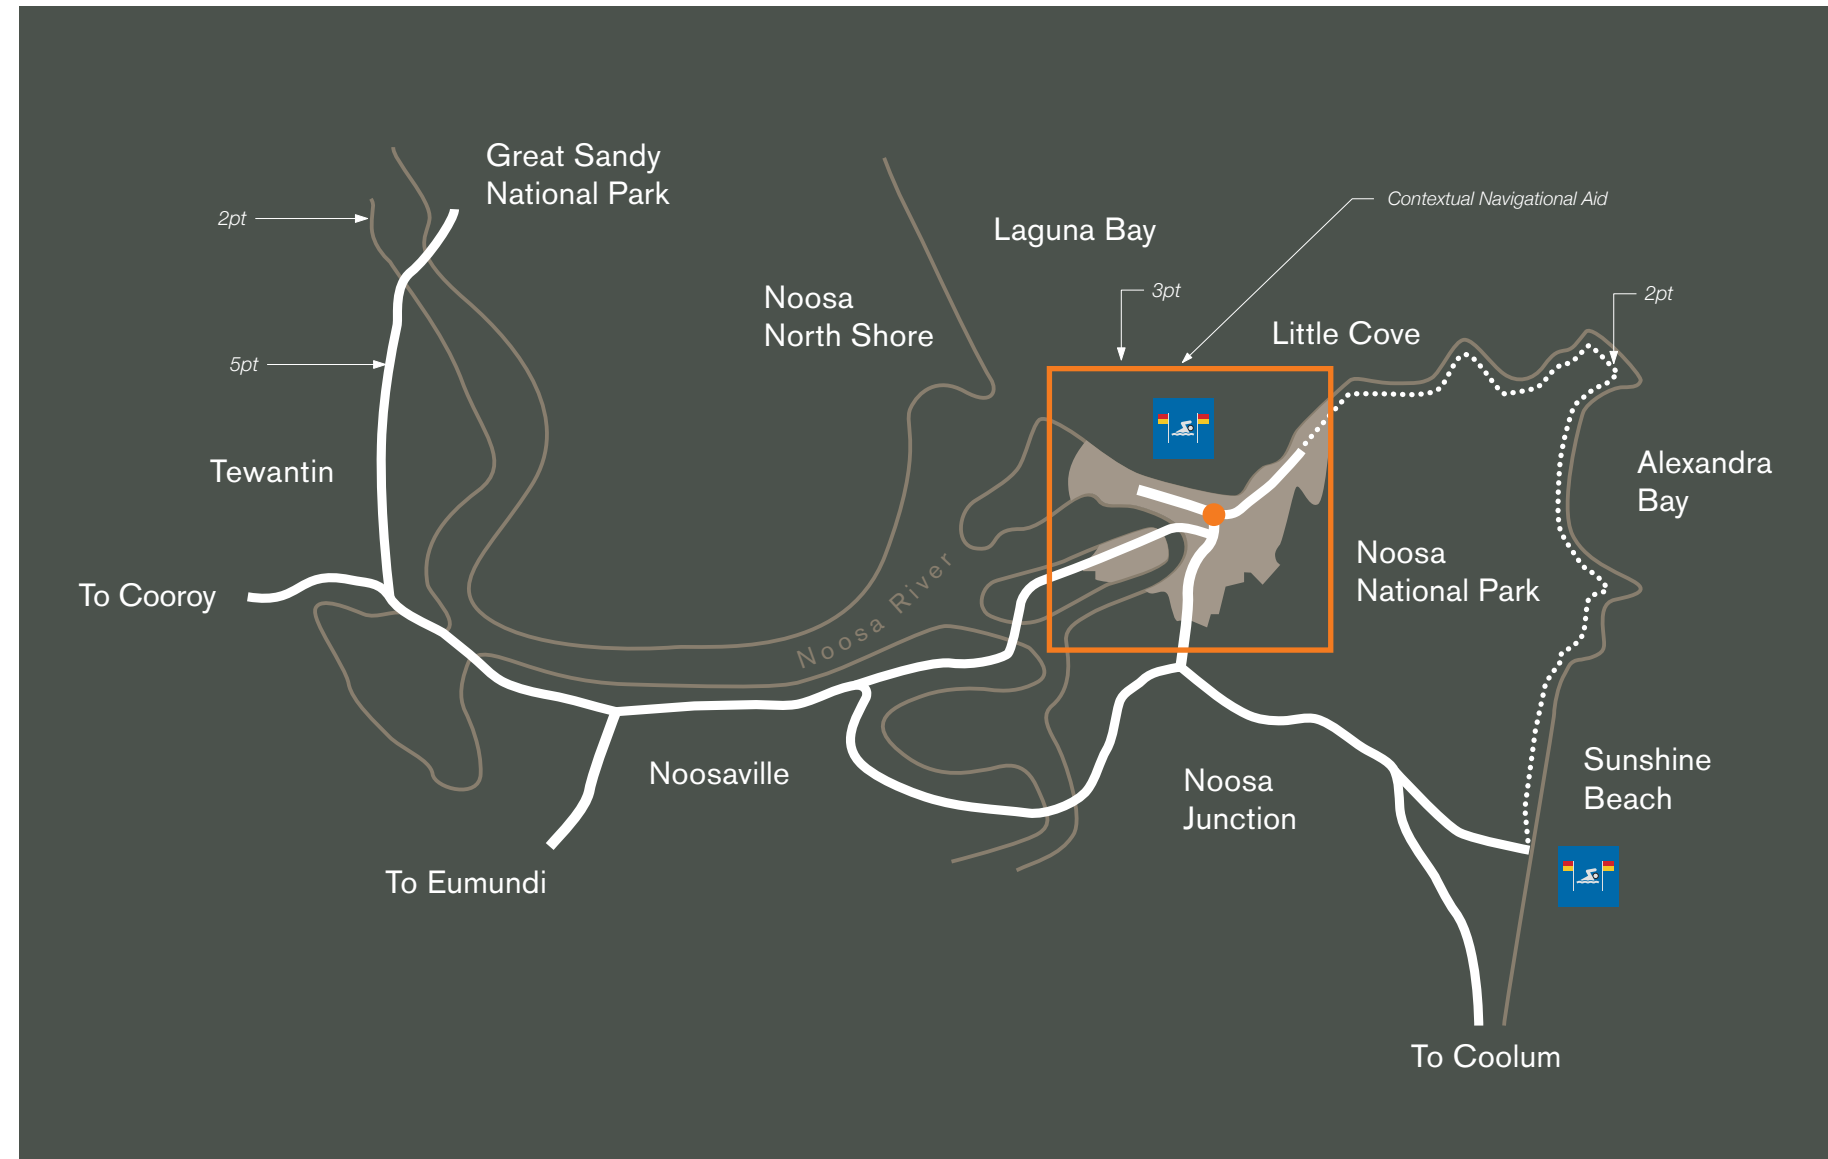 Great Sandy
National Park
2pt
Contextual Navigational Aid
Laguna Bay
3pt
2pt
Noosa
North Shore
Little Cove
5pt
Tewantin
Alexandra
Bay
Noosa
National Park
To Cooroy
Noosa River
Sunshine
Beach
Noosaville
Noosa
Junction
To Eumundi
To Coolum